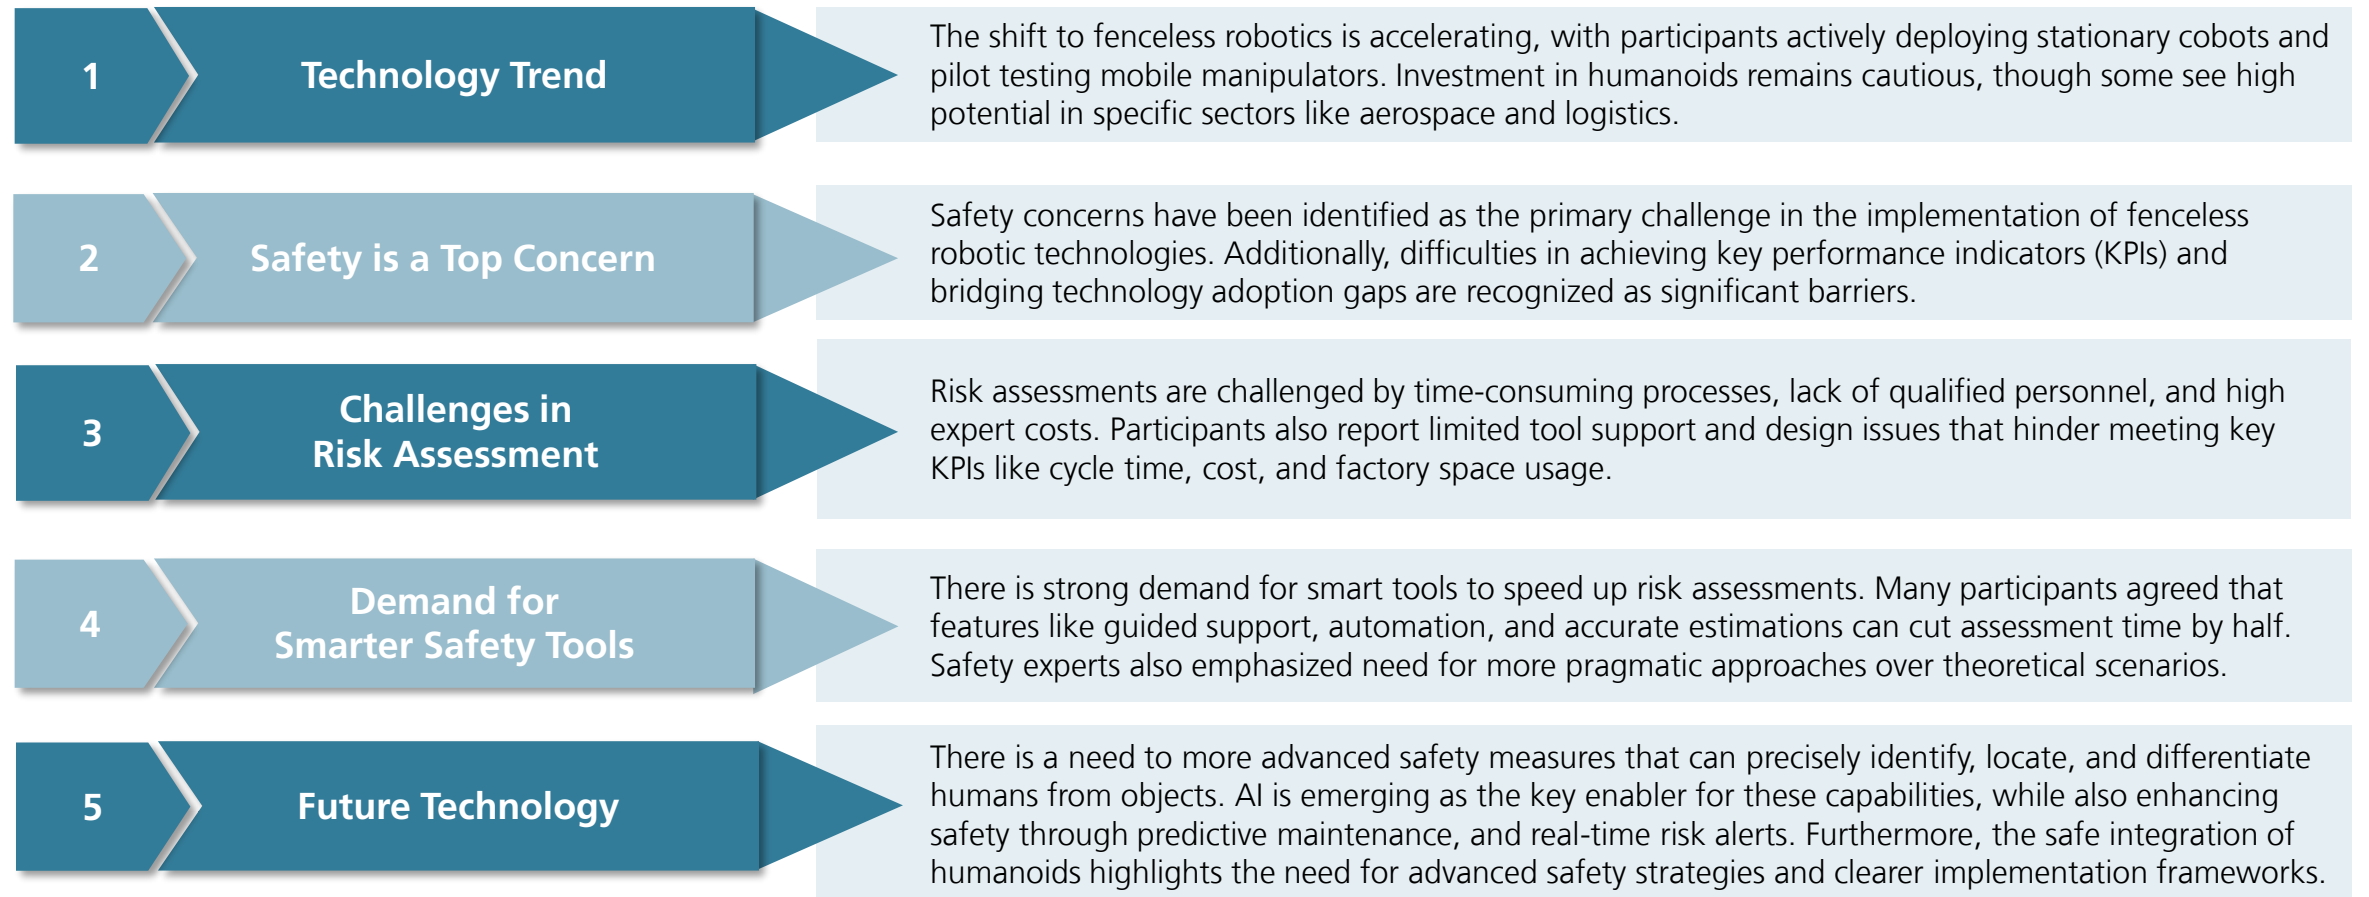 1
Technology Trend
The shift to fenceless robotics is accelerating, with participants actively deploying stationary cobots and
pilot testing mobile manipulators. Investment in humanoids remains cautious, though some see high
potential in specific sectors like aerospace and logistics.
2
Safety is a Top Concern
Safety concerns have been identified as the primary challenge in the implementation of fenceless
robotic technologies. Additionally, difficulties in achieving key performance indicators (KPIs) and
bridging technology adoption gaps are recognized as significant barriers.
3
Challenges in
Risk Assessment
Risk assessments are challenged by time-consuming processes, lack of qualified personnel, and high
expert costs. Participants also report limited tool support and design issues that hinder meeting key
KPIs like cycle time, cost, and factory space usage.
4
Demand for
Smarter Safety Tools
There is strong demand for smart tools to speed up risk assessments. Many participants agreed that
features like guided support, automation, and accurate estimations can cut assessment time by half.
Safety experts also emphasized need for more pragmatic approaches over theoretical scenarios.
5
Future Technology
There is a need to more advanced safety measures that can precisely identify, locate, and differentiate
humans from objects. AI is emerging as the key enabler for these capabilities, while also enhancing
safety through predictive maintenance, and real-time risk alerts. Furthermore, the safe integration of
humanoids highlights the need for advanced safety strategies and clearer implementation frameworks.